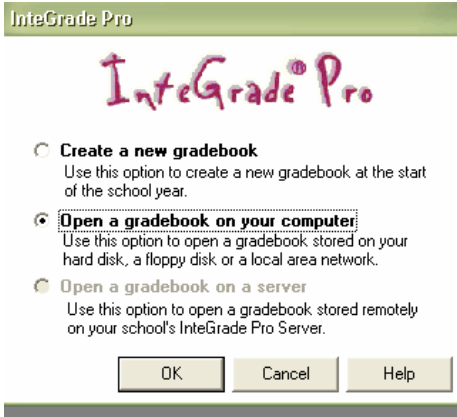 InteGrade Pro
InteGrade® Pro
Create a new gradebook
Use this option to create a new gradebook at the start
of the school year.
Open a gradebook on your computer
Use this option to open a gradebook stored on your
hard disk, a floppy disk or a local area network.
Open a gradebook on a server
Use this option to open a gradebook stored remotely
on your school's InteGrade Pro Server.
OK Cancel Help